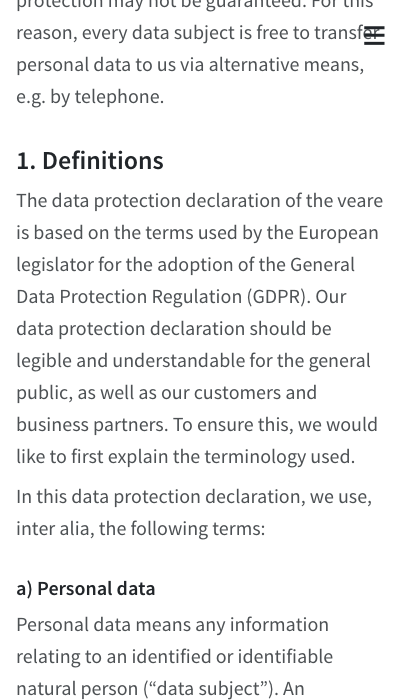 protection may not be guaranteed. For this
reason, every data subject is free to transfer
personal data to us via alternative means,
e.g. by telephone.
1. Definitions
The data protection declaration of the veare
is based on the terms used by the European
legislator for the adoption of the General
Data Protection Regulation (GDPR). Our
data protection declaration should be
legible and understandable for the general
public, as well as our customers and
business partners. To ensure this, we would
like to first explain the terminology used.
In this data protection declaration, we use,
inter alia, the following terms:
a) Personal data
Personal data means any information
relating to an identified or identifiable
natural person (“data subject”). An